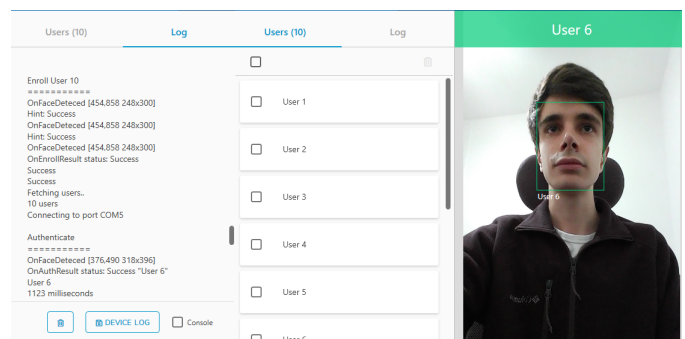 Users (10)
Log
Enroll User 10
===========
OnFaceDeteced [454,858 248x300]
Hint: Success
OnFaceDeteced [454,858 248x300]
Hint: Success
OnFaceDeteced [454,858 248x300]
OnEnrollResult status: Success
Success
Success
Fetching users..
10 users
Connecting to port COM5
Authenticate
===========
OnFaceDeteced [376,490 318x396]
OnAuthResult status: Success "User 6"
User 6
1123 milliseconds
DEVICE LOG
Console
Users (10)
Log
User 1
User 2
User 3
User 4
User 5
User 6
User 6